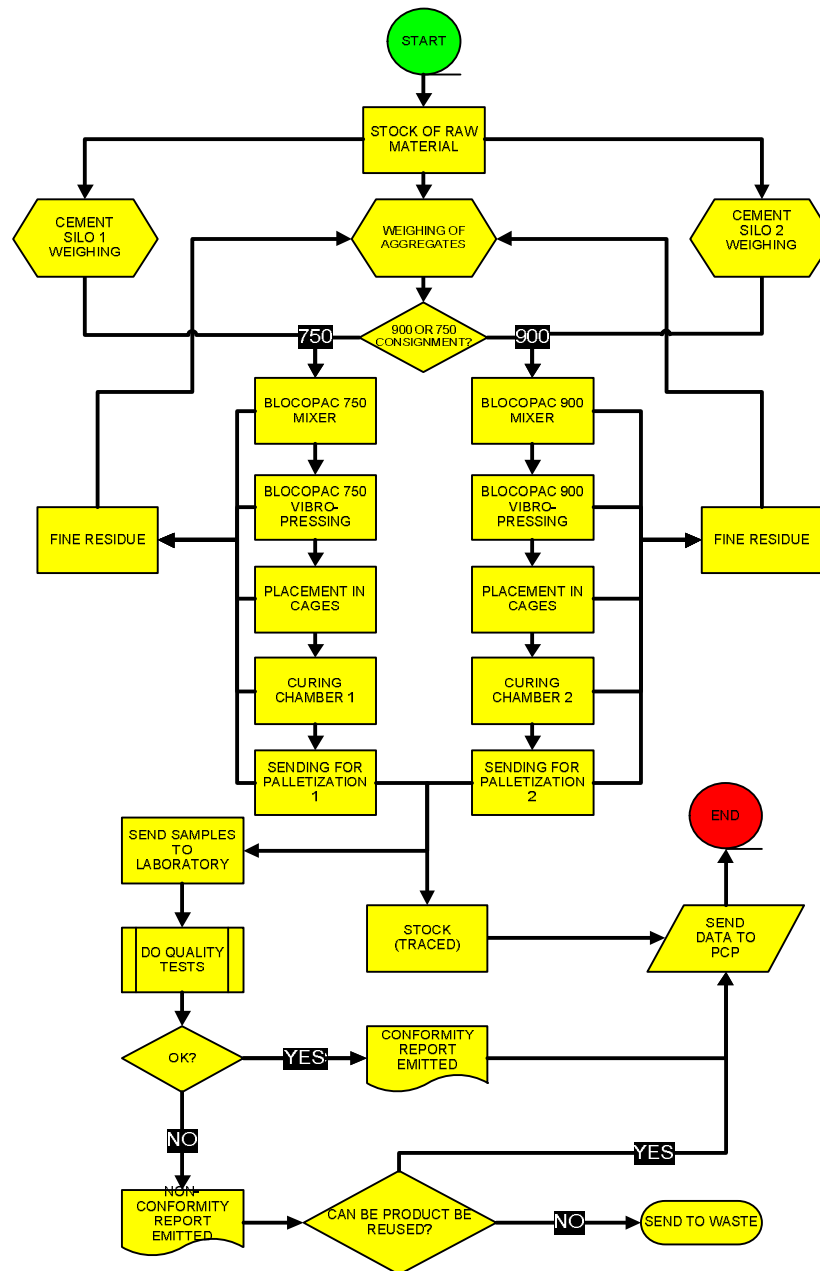 START
STOCK OF RAW
MATERIAL
CEMENT
SILO 1
WEIGHING
WEIGHING OF
AGGREGATES
CEMENT
SILO 2
WEIGHING
750
900 OR 750
CONSIGNMENT?
900
BLOCOPAC 750
MIXER
BLOCOPAC 900
MIXER
BLOCOPAC 750
VIBRO-
PRESSING
BLOCOPAC 900
VIBRO-
PRESSING
FINE RESIDUE
FINE RESIDUE
PLACEMENT IN
CAGES
PLACEMENT IN
CAGES
CURING
CHAMBER 1
CURING
CHAMBER 2
SENDING FOR
PALLETIZATION
1
SENDING FOR
PALLETIZATION
2
END
SEND SAMPLES
TO
LABORATORY
STOCK
(TRACED)
SEND
DATA TO
PCP
DO QUALITY
TESTS
OK?
YES
CONFORMITY
REPORT
EMITTED
NO
YES
NON-
CONFORMITY
REPORT
EMITTED
CAN BE PRODUCT BE
REUSED?
NO
SEND TO WASTE